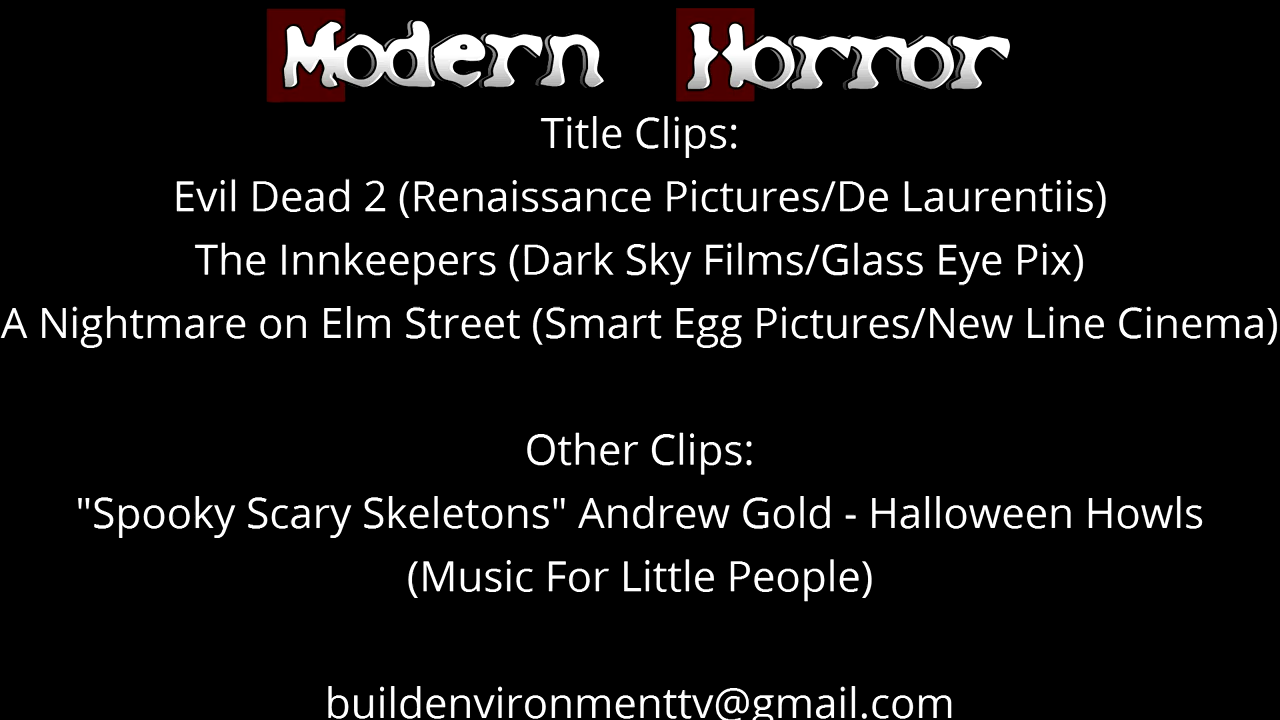 Modern Horror
Title Clips:
Evil Dead 2 (Renaissance Pictures/De Laurentiis)
The Innkeepers (Dark Sky Films/Glass Eye Pix)
A Nightmare on Elm Street (Smart Egg Pictures/New Line Cinema)
Other Clips:
"Spooky Scary Skeletons" Andrew Gold - Halloween Howls
(Music For Little People)
buildenvironmenttv@gmail.com